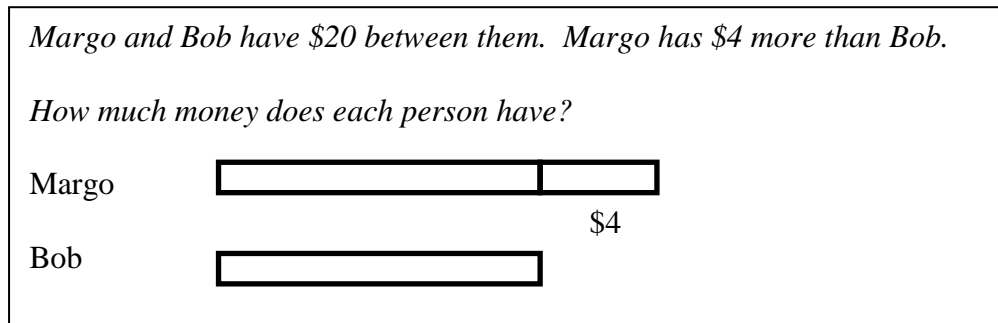 Margo and Bob have $20 between them.  Margo has $4 more than Bob.
How much money does each person have?
Margo
$4
Bob